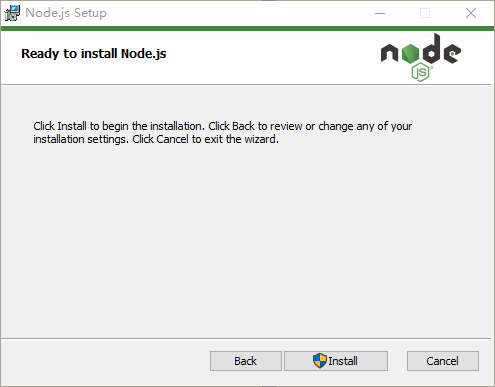 Node.js Setup
Ready to install Node.js
node
JS
Click Install to begin the installation. Click Back to review or change any of your
installation settings. Click Cancel to exit the wizard.
Back
Install
Cancel